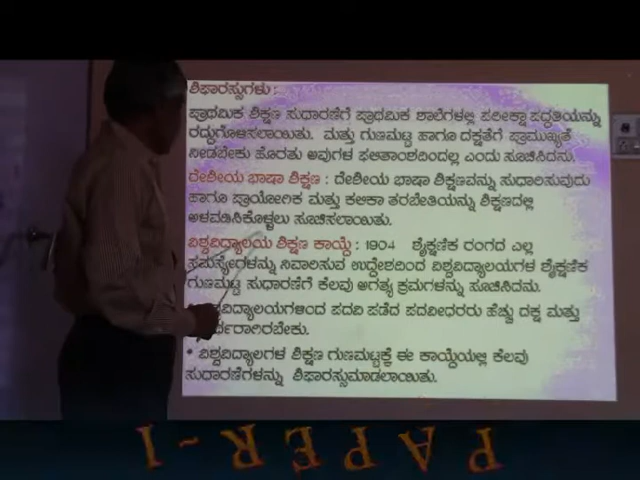 ಶಿಫಾರಸ್ಸುಗಳು :
ಪ್ರಾಥಮಿಕ ಶಿಕ್ಷಣ ಸುಧಾರಣೆಗೆ ಪ್ರಾಥಮಿಕ ಶಾಲೆಗಳಲ್ಲಿ ಪರೀಕ್ಷಾ ಪದ್ಧತಿಯನ್ನು
ರದ್ದುಗೊಳಿಸಲಾಯಿತು. ಮತ್ತು ಗುಣಮಟ್ಟ ಹಾಗೂ ದಕ್ಷತೆಗೆ ಪ್ರಾಮುಖ್ಯತೆ
ನೀಡಬೇಕು ಹೊರತು ಅವುಗಳ ಫಲಿತಾಂಶದಿಂದಲ್ಲ ಎಂದು ಸೂಚಿಸಿದನು.
ದೇಶೀಯ ಭಾಷಾ ಶಿಕ್ಷಣ : ದೇಶೀಯ ಭಾಷಾ ಶಿಕ್ಷಣವನ್ನು ಸುಧಾರಿಸುವುದು
ಹಾಗೂ ಪ್ರಾಯೋಗಿಕ ಮತ್ತು ಕಲಿಕಾ ತರಬೇತಿಯನ್ನು ಶಿಕ್ಷಣದಲ್ಲಿ
ಅಳವಡಿಸಿಕೊಳ್ಳಲು ಸೂಚಿಸಲಾಯಿತು.
ವಿಶ್ವವಿದ್ಯಾಲಯ ಶಿಕ್ಷಣ ಕಾಯ್ದೆ : 1904 ಶೈಕ್ಷಣಿಕ ರಂಗದ ಎಲ್ಲ
ಸಮಸ್ಯೆಗಳನ್ನು ನಿವಾರಿಸುವ ಉದ್ದೇಶದಿಂದ ವಿಶ್ವವಿದ್ಯಾಲಯಗಳ ಶೈಕ್ಷಣಿಕ
ಗುಣಮಟ್ಟ ಸುಧಾರಣೆಗೆ ಕೆಲವು ಅಗತ್ಯ ಕ್ರಮಗಳನ್ನು ಸೂಚಿಸಿದನು.
ಪದವಿ ಪಡೆದ ಪದವೀದರರು ಹೆಚ್ಚು ದಕ್ಷ ಮತ್ತು
• ವಿಶ್ವವಿದ್ಯಾಲಗಳ ಶಿಕ್ಷಣ ಗುಣಮಟ್ಟಕ್ಕೆ ಈ ಕಾಯ್ದೆಯಲ್ಲಿ ಕೆಲವು
ಸುಧಾರಣೆಗಳನ್ನು ಶಿಫಾರಸ್ಸುಮಾಡಲಾಯಿತು.
PAPER-1